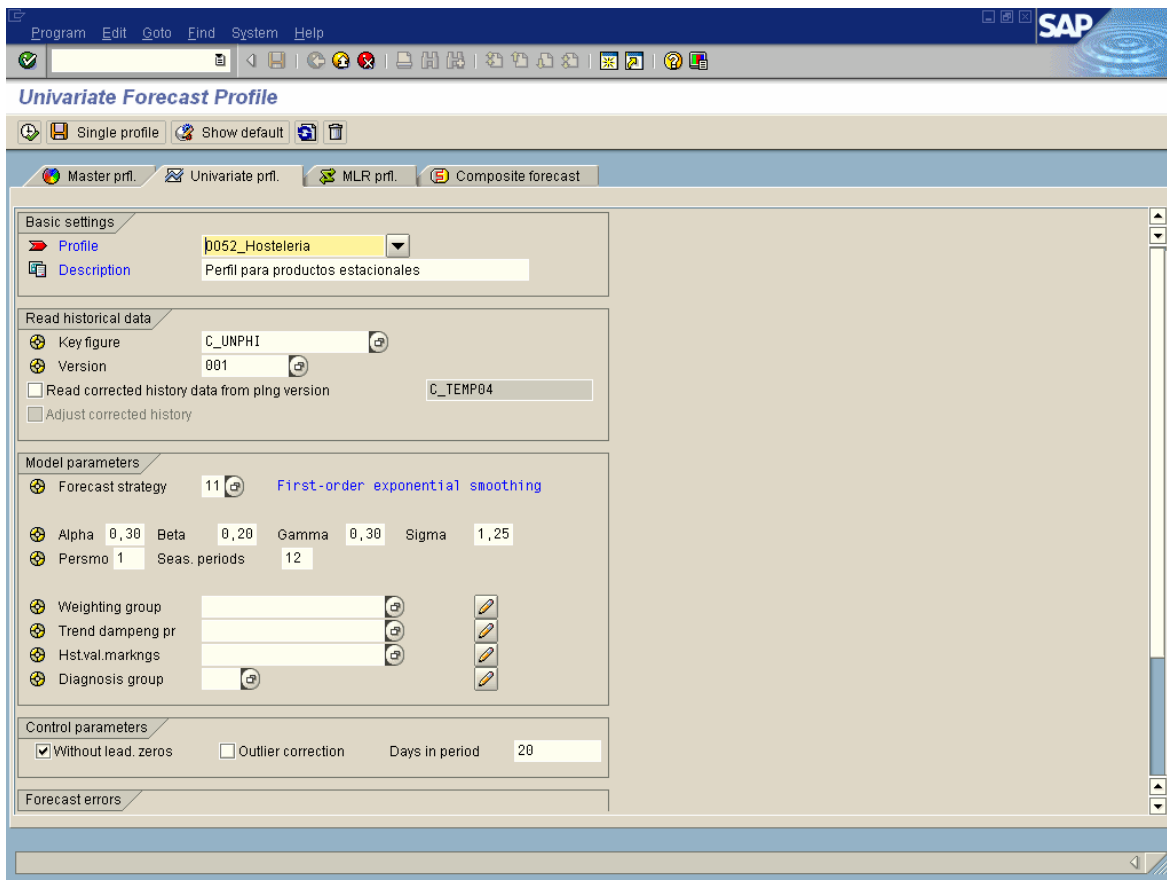 Program Edit Goto Find System Help
SAP
Univariate Forecast Profile
Single profile Show default
Master prfl. Univariate prfl. MLR prfl. Composite forecast
Basic settings
Profile 0052_Hosteleria
Description Perfil para productos estacionales
Read historical data
Key figure C_UNPHI
Version 001
Read corrected history data from plng version C_TEMP04
Adjust corrected history
Model parameters
Forecast strategy 11 First-order exponential smoothing
Alpha 0,30 Beta 0,20 Gamma 0,30 Sigma 1,25
Persmo 1 Seas. periods 12
Weighting group
Trend dampeng pr
Hst.val.markngs
Diagnosis group
Control parameters
Without lead. zeros Outlier correction Days in period 20
Forecast errors